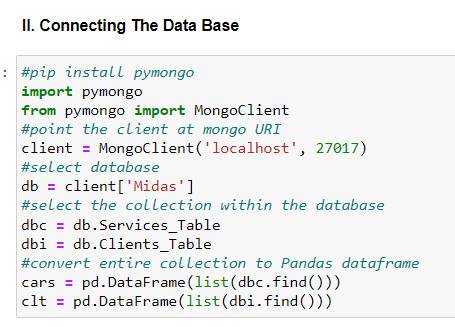 II. Connecting The Data Base
: #pip install pymongo
import pymongo
from pymongo import MongoClient
#point the client at mongo URI
client = MongoClient('localhost', 27017)
#select database
db = client['Midas']
#select the collection within the database
dbc = db.Services_Table
dbi = db.Clients_Table
#convert entire collection to Pandas dataframe
cars = pd.DataFrame(list(dbc.find()))
clt = pd.DataFrame(list(dbi.find()))